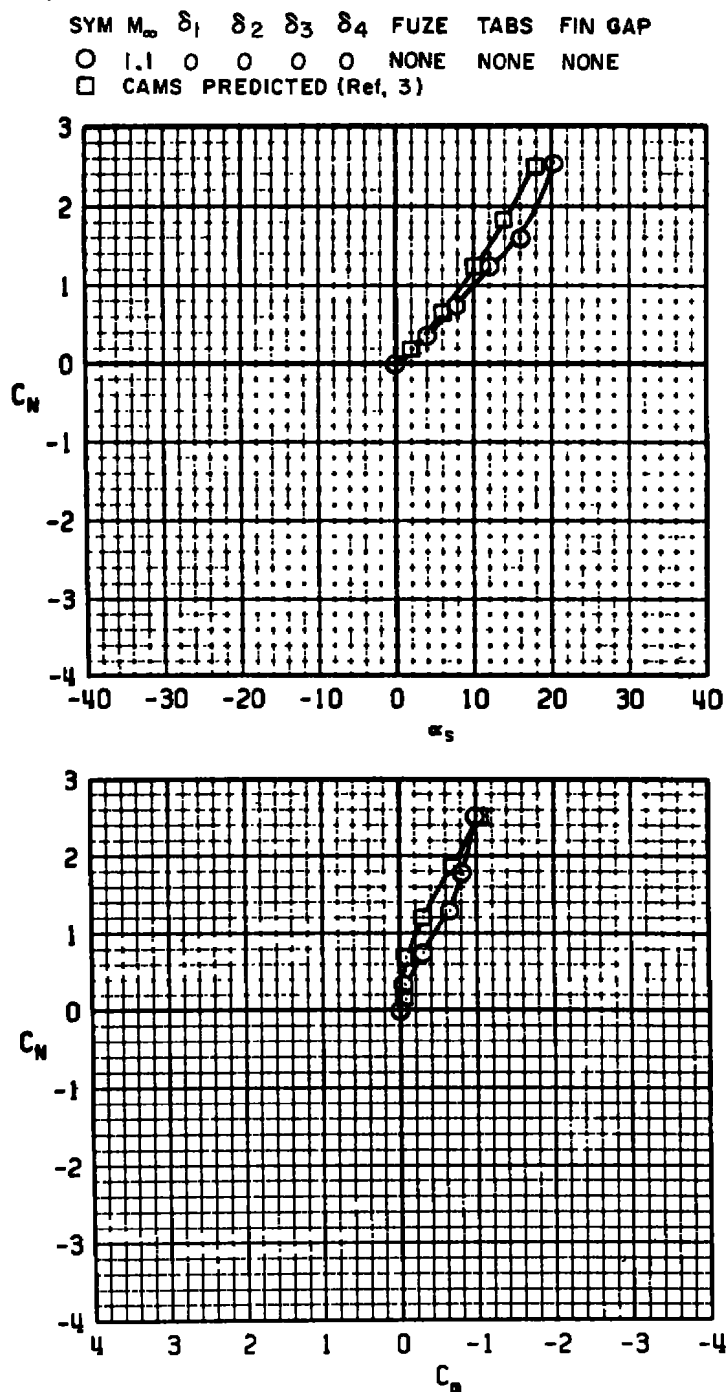 SYM M∞ δ1 δ2 δ3 δ4 FUZE TABS FIN GAP
○ 1.1 0 0 0 0 NONE NONE NONE
□ CAMS PREDICTED (Ref, 3)
3
2
1
0
CN
-1
-2
-3
-4
-40 -30 -20 -10 0 10 20 30 40
αs
3
2
1
0
CN
-1
-2
-3
-4
4 3 2 1 0 -1 -2 -3 -4
Cm